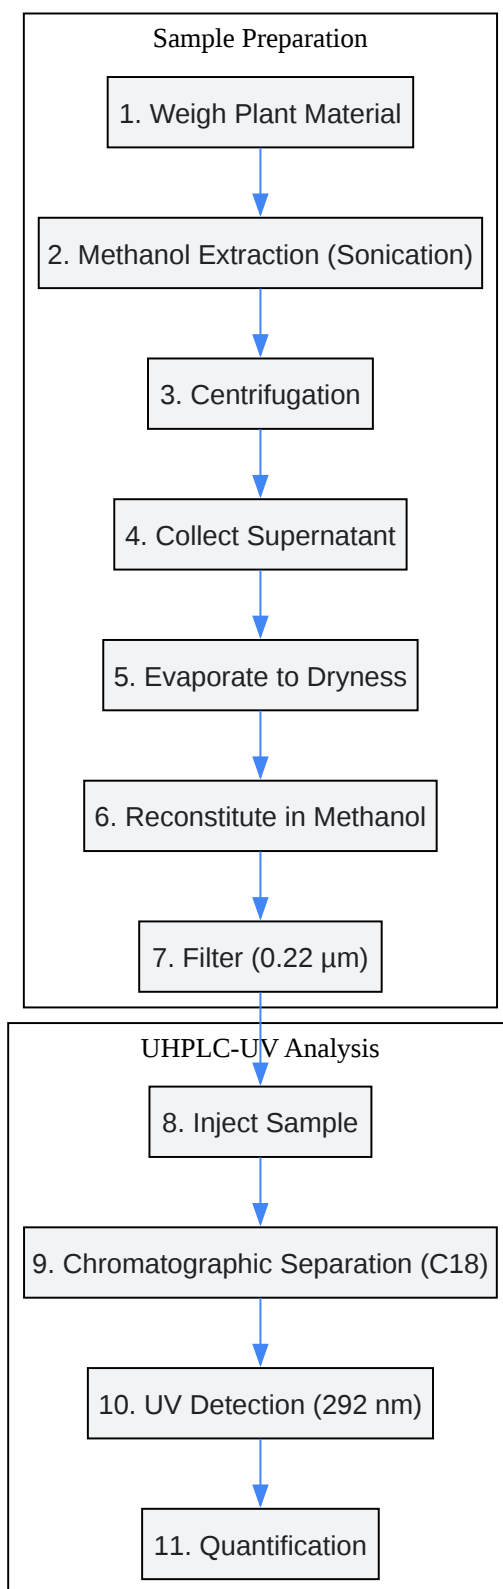 Sample Preparation
1. Weigh Plant Material
2. Methanol Extraction (Sonication)
3. Centrifugation
4. Collect Supernatant
5. Evaporate to Dryness
6. Reconstitute in Methanol
7. Filter (0.22 µm)
UHPLC-UV Analysis
8. Inject Sample
9. Chromatographic Separation (C18)
10. UV Detection (292 nm)
11. Quantification